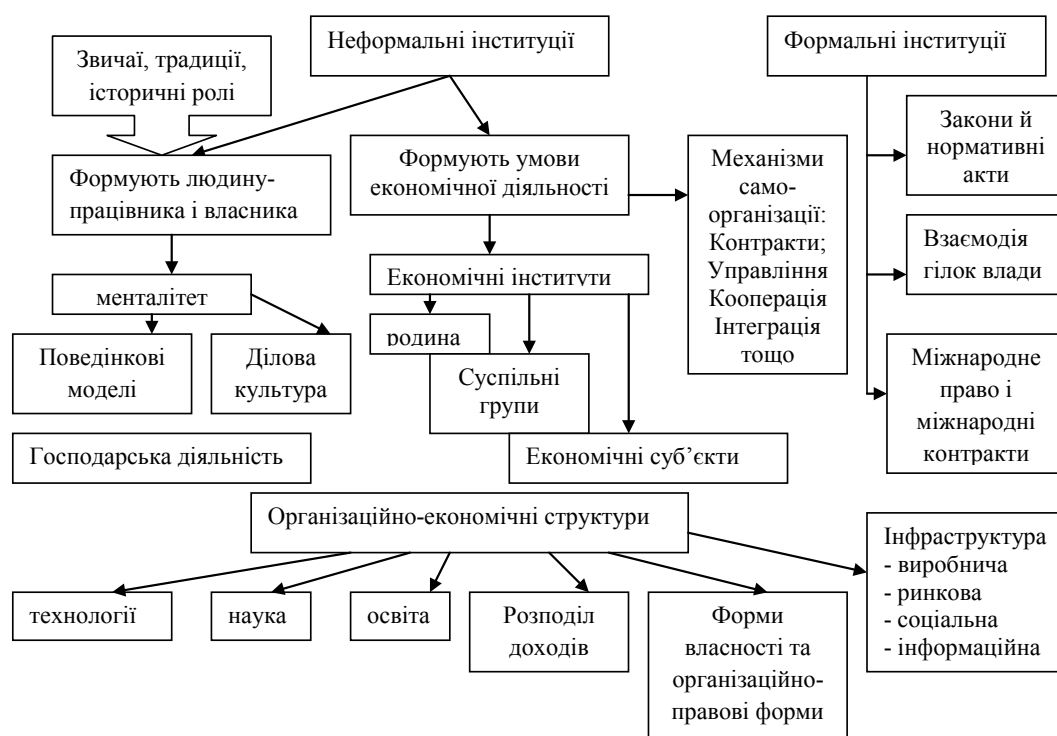 Неформальні інституції
Формальні інституції
Звичаї, традиції,
історичні ролі
Закони й
нормативні
акти
Формують людину-
працівника і власника
Формують умови
економічної діяльності
Механізми
само-
організації:
Контракти;
Управління
Кооперація
Інтеграція
тощо
Взаємодія
гілок влади
Економічні інститути
менталітет
родина
Поведінкові
моделі
Ділова
культура
Суспільні
групи
Міжнародне
право і
міжнародні
контракти
Господарська діяльність
Економічні суб’єкти
Організаційно-економічні структури
Інфраструктура
- виробнича
- ринкова
- соціальна
- інформаційна
технології
наука
освіта
Розподіл
доходів
Форми
власності та
організаційно-
правові форми